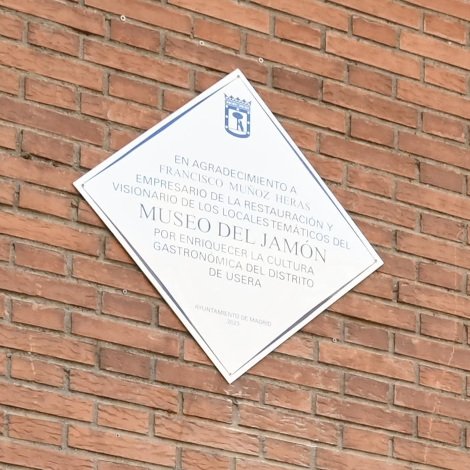 EN AGRADECIMIENTO A
FRANCISCO MUÑOZ HERAS
EMPRESARIO DE LA RESTAURACIÓN Y
VISIONARIO DE LOS LOCALES TEMÁTICOS DEL
MUSEO DEL JAMÓN
POR ENRIQUECER LA CULTURA
GASTRONÓMICA DEL DISTRITO
DE USERA
AYUNTAMIENTO DE MADRID
2023